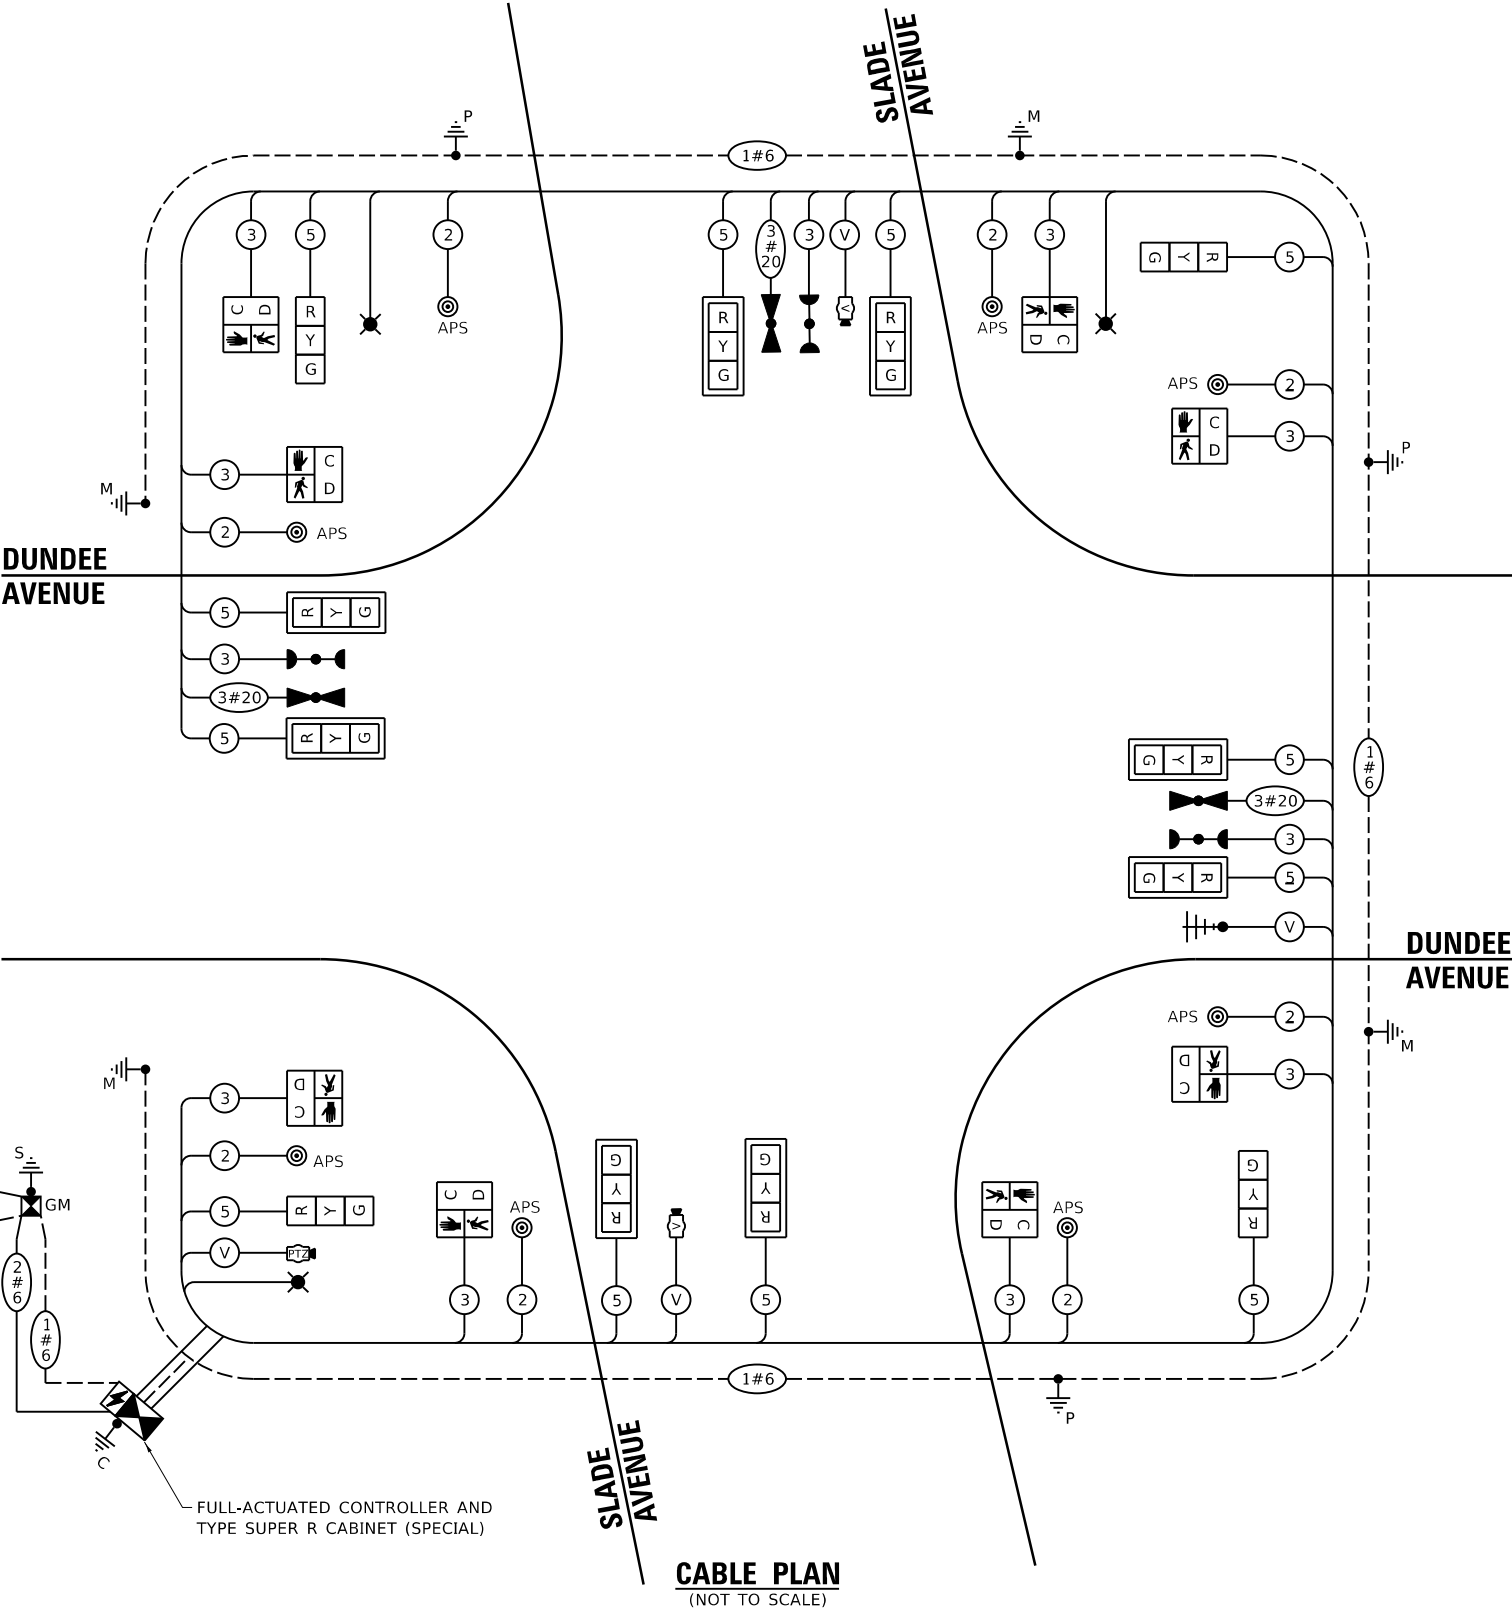 SLADE
AVENUE
P
1#6
M
3
5
2
5
3
#
20
3
V
5
2
3
R Y G
5
C D
R
Y
G
APS
R
Y
G
V
R
Y
G
APS
D C
APS
2
C
D
3
P
3
C
D
M
2
APS
DUNDEE
AVENUE
5
R Y G
3
3#20
5
R Y G
R Y G
5
1
#
6
3#20
3
R Y G
5
V
DUNDEE
AVENUE
APS
2
M
D
C
3
M
3
D
C
S
2
APS
GM
5
R Y G
V
PTZ
C D
APS
G
Y
R
V
G
Y
R
D C
APS
G
Y
R
2
#
6
1
#
6
3
2
5
V
5
3
2
5
1#6
P
C
SLADE
AVENUE
FULL-ACTUATED CONTROLLER AND
TYPE SUPER R CABINET (SPECIAL)
CABLE PLAN
(NOT TO SCALE)